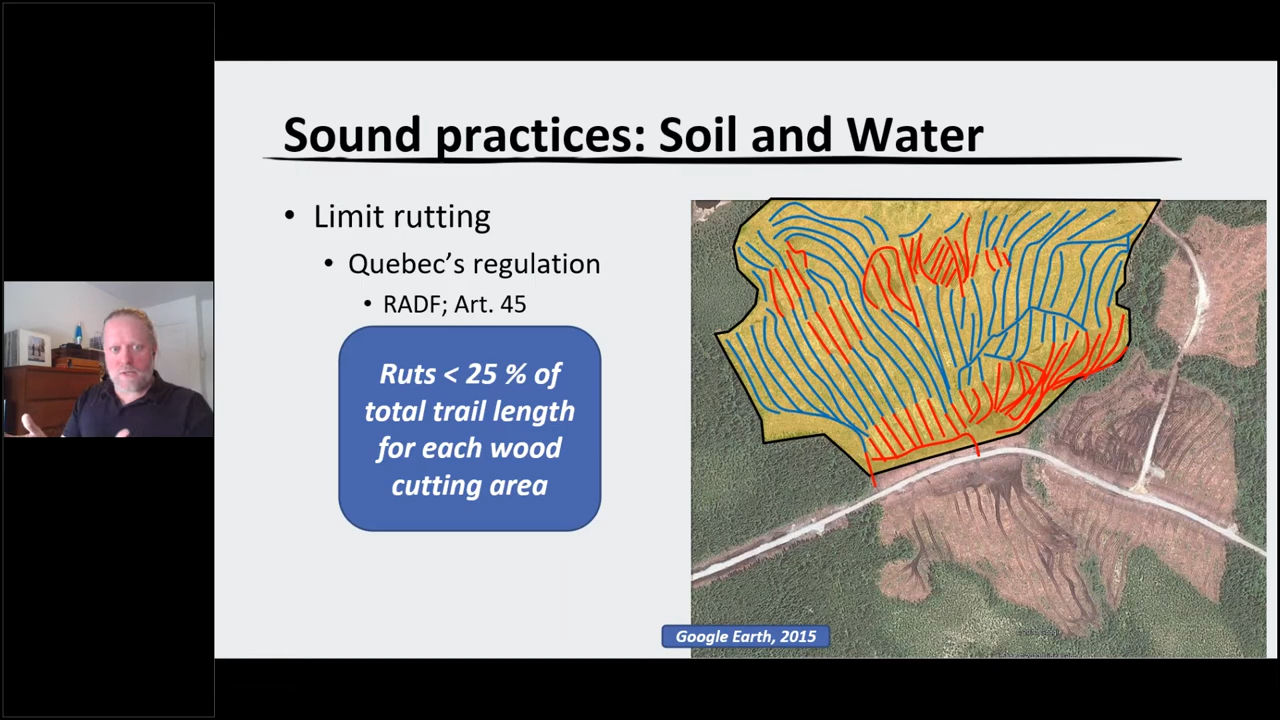 Sound practices: Soil and Water
• Limit rutting
• Quebec's regulation
• RADF; Art. 45
Ruts < 25 % of
total trail length
for each wood
cutting area
Google Earth, 2015